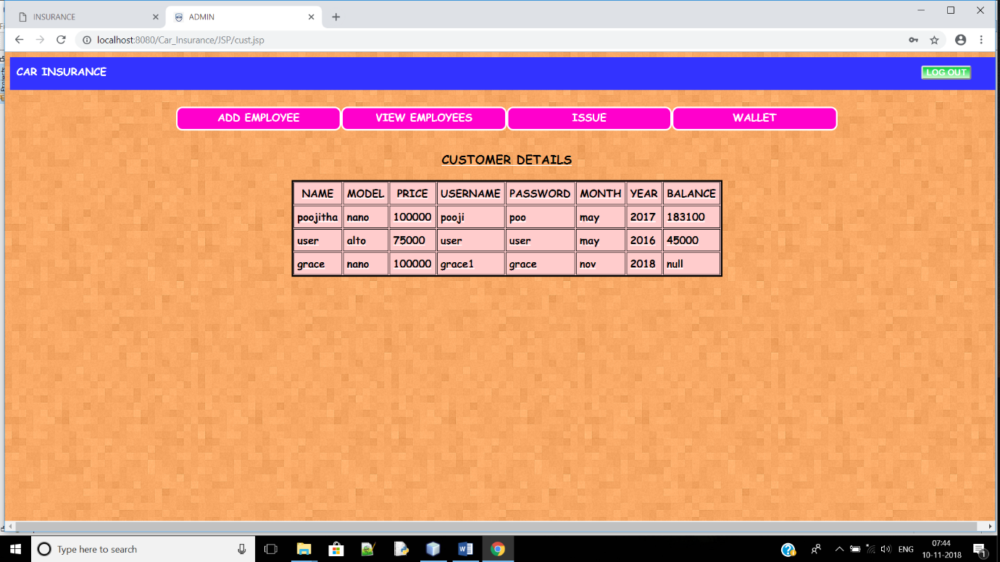 INSURANCE
ADMIN
localhost:8080/Car_Insurance/JSP/cust.jsp
CAR INSURANCE
LOG OUT
ADD EMPLOYEE VIEW EMPLOYEES ISSUE WALLET
CUSTOMER DETAILS
NAME MODEL PRICE USERNAME PASSWORD MONTH YEAR BALANCE
poojitha nano 100000 pooji poo may 2017 183100
user alto 75000 user user may 2016 45000
grace nano 100000 grace1 grace nov 2018 null
Projects
Type here to search
ENG
07:44
10-11-2018
1